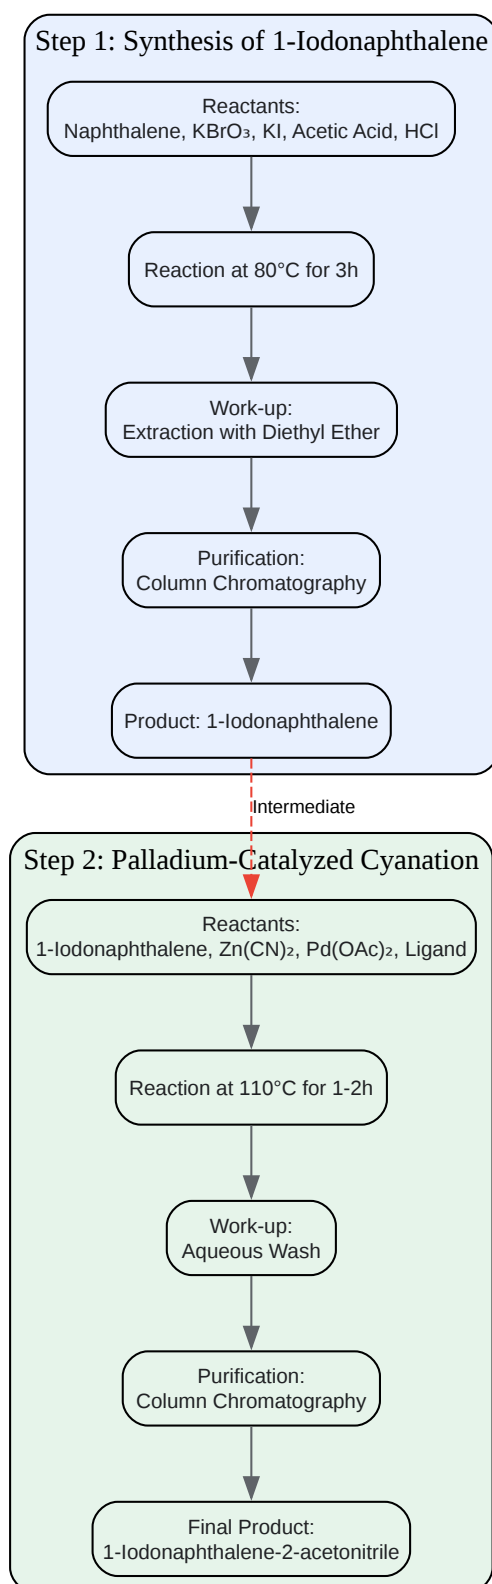 Step 1: Synthesis of 1-Iodonaphthalene
Reactants:
Naphthalene, KBrO₃, KI, Acetic Acid, HCl
Reaction at 80°C for 3h
Work-up:
Extraction with Diethyl Ether
Purification:
Column Chromatography
Product: 1-Iodonaphthalene
Intermediate
Step 2: Palladium-Catalyzed Cyanation
Reactants:
1-Iodonaphthalene, Zn(CN)₂, Pd(OAc)₂, Ligand
Reaction at 110°C for 1-2h
Work-up:
Aqueous Wash
Purification:
Column Chromatography
Final Product:
1-Iodonaphthalene-2-acetonitrile